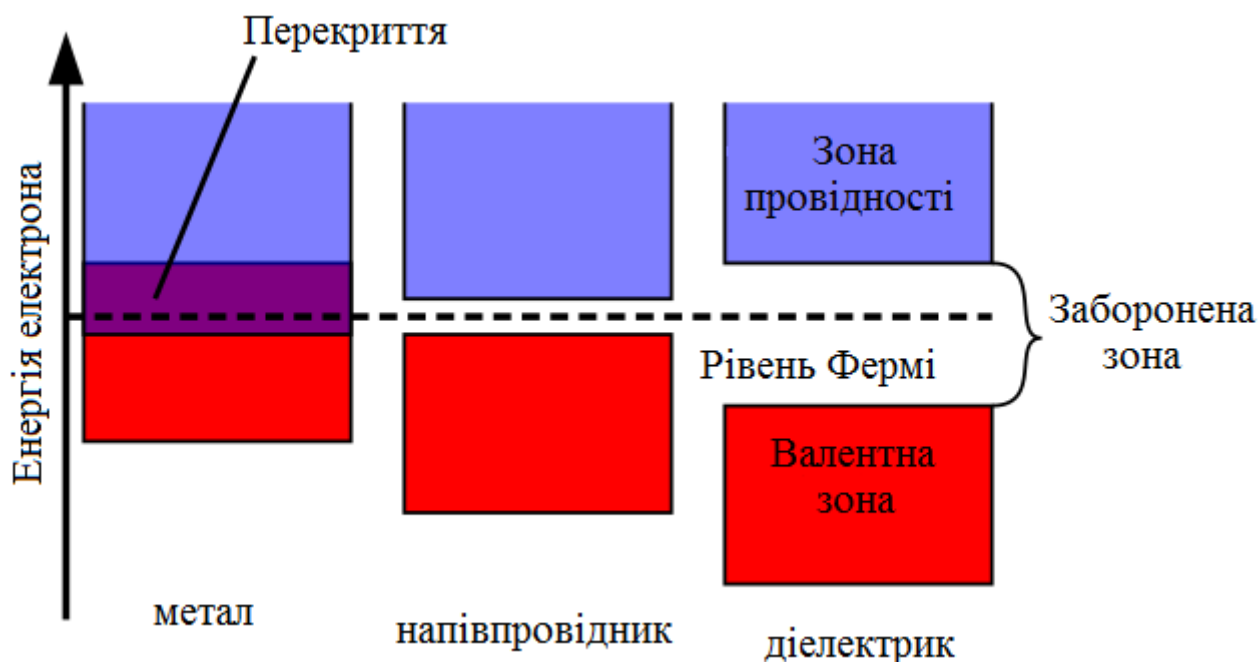 Перекриття
Енергія електрона
Зона
провідності
Заборонена
зона
Рівень Фермі
Валентна
зона
метал
напівпровідник
діелектрик